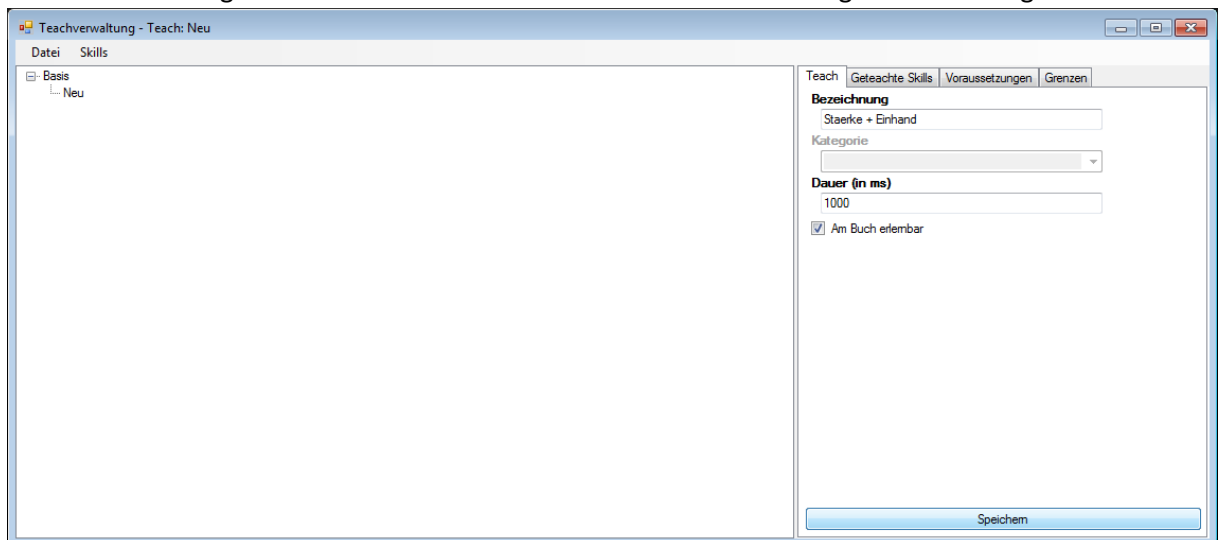 Teachverwaltung - Teach: Neu
Datei Skills
Basis
Neu
Teach Geteachte Skills Voraussetzungen Grenzen
Bezeichnung
Staerke + Einhand
Kategorie
Dauer (in ms)
1000
Am Buch erlernbar
Speichern